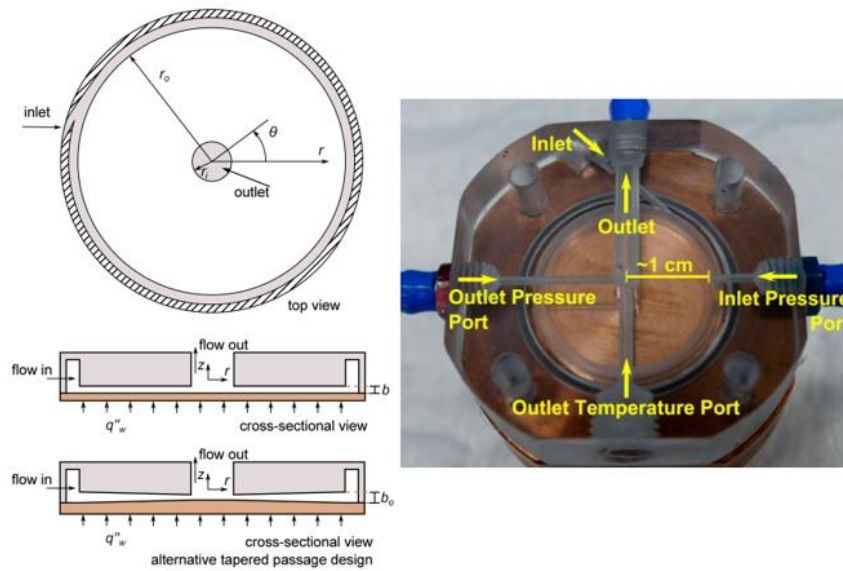 inlet
r_o
θ
r
r_i
outlet
top view
flow out
flow in
z
r
b
q"_w
cross-sectional view
flow out
flow in
z
r
b_o
q"_w
cross-sectional view
alternative tapered passage design
Inlet
Outlet
~1 cm
Outlet Pressure
Port
Inlet Pressure
Port
Outlet Temperature Port